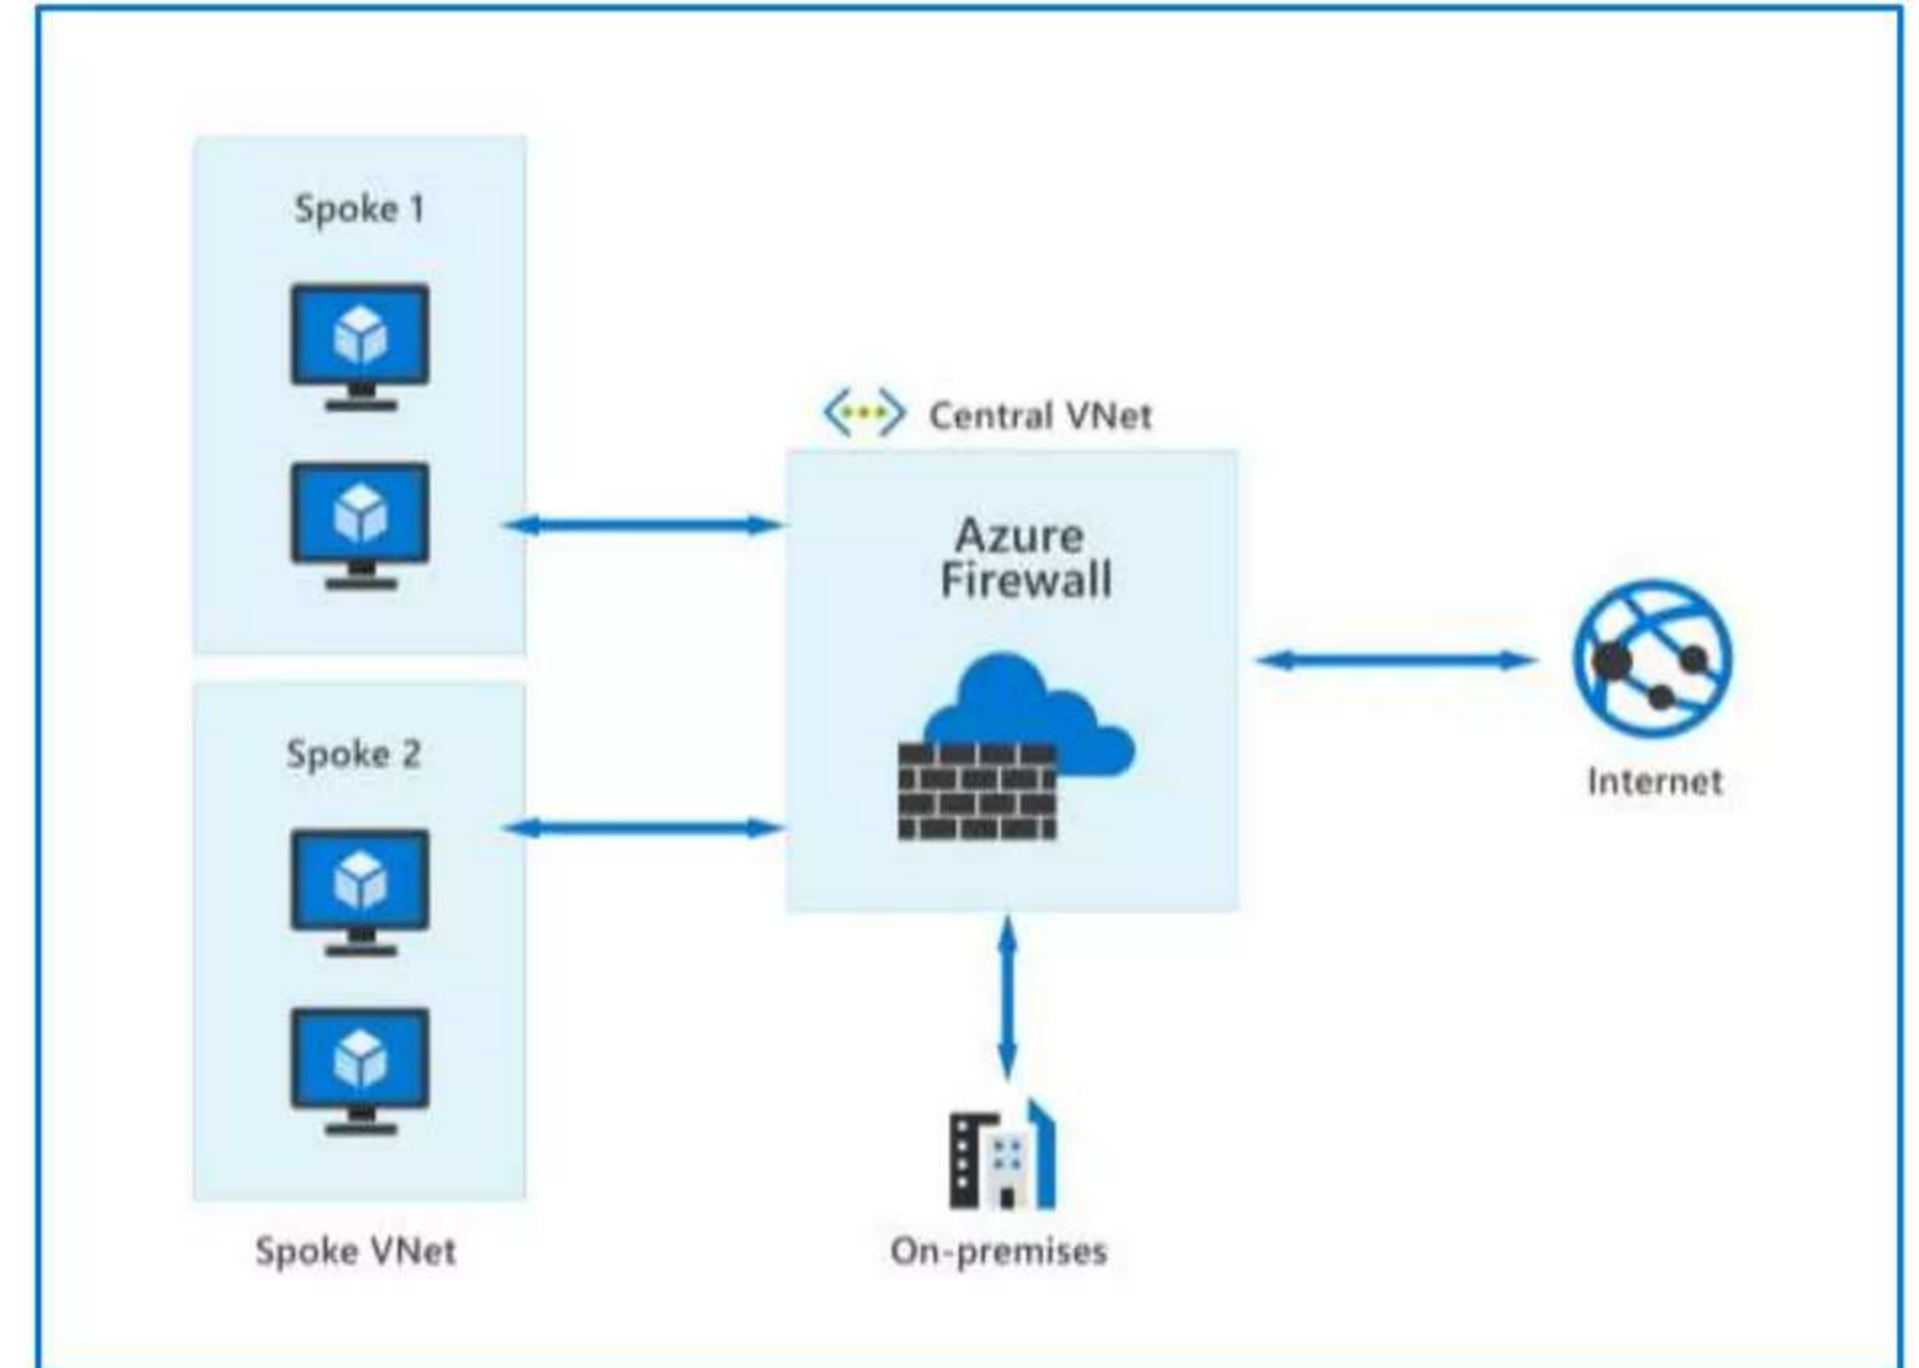 Spoke 1
Central VNet
Azure
Firewall
Spoke 2
Internet
Spoke VNet
On-premises